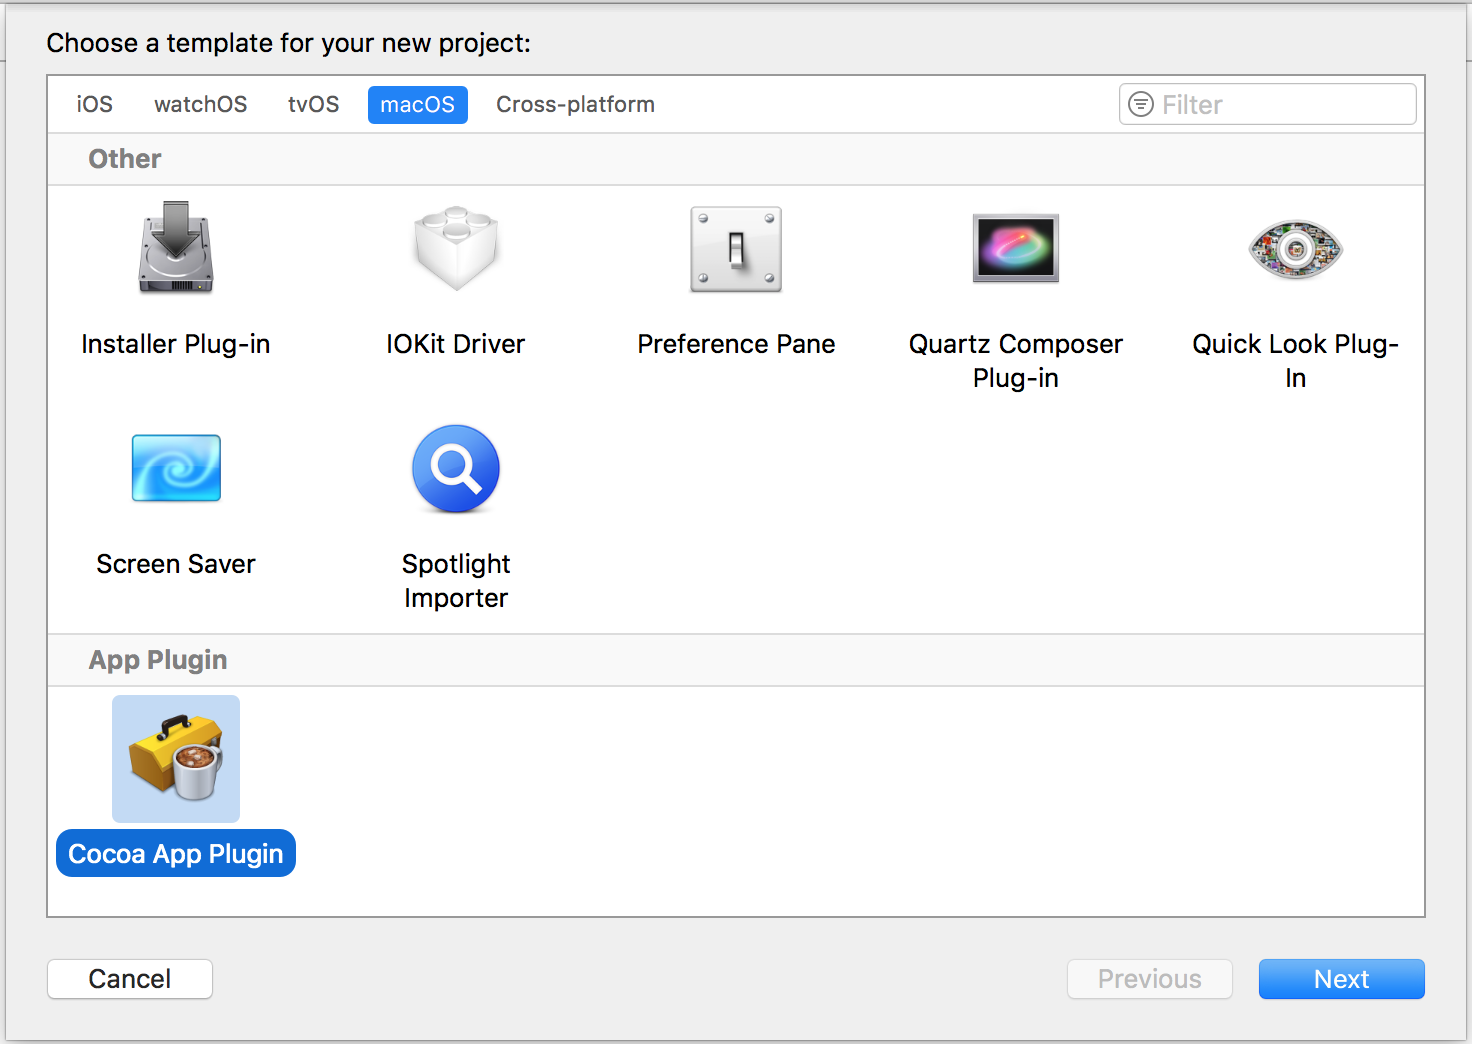 Choose a template for your new project:
iOS watchOS tvOS macOS Cross-platform Filter
Other
Installer Plug-in IOKit Driver Preference Pane Quartz Composer Quick Look Plug-
Plug-in In
Screen Saver Spotlight
Importer
App Plugin
Cocoa App Plugin
Cancel Previous Next